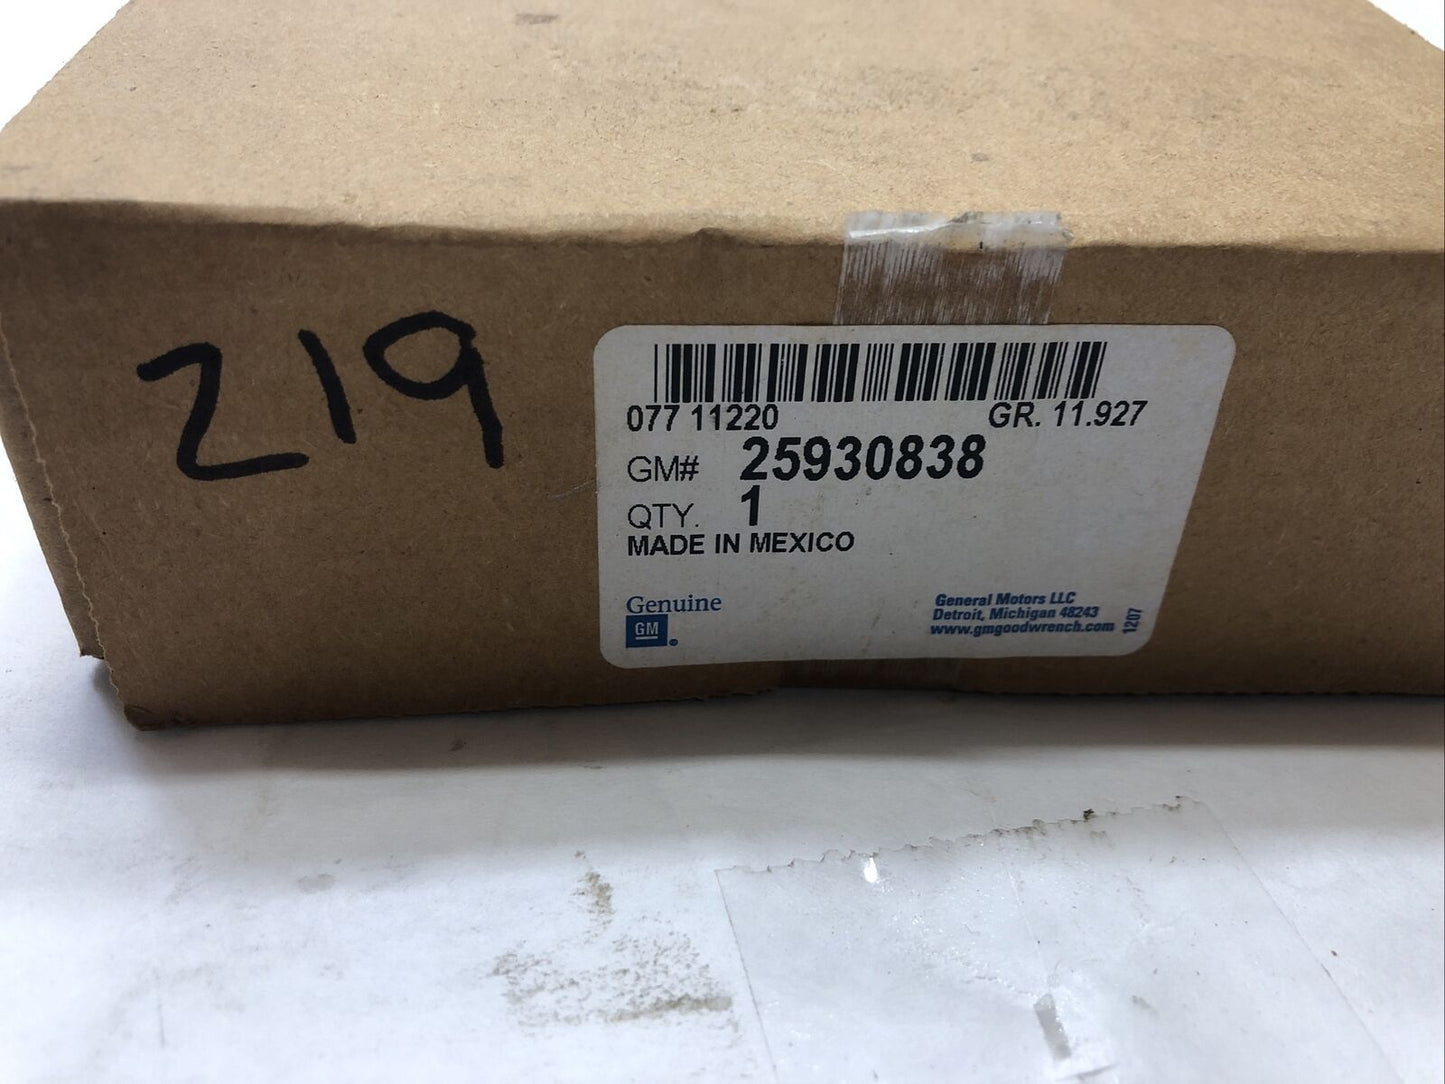 219
077 11220 GR. 11.927
GM# 25930838
QTY. 1
MADE IN MEXICO
Genuine
GM ®
General Motors LLC
Detroit, Michigan 48243
www.gmgoodwrench.com
1207